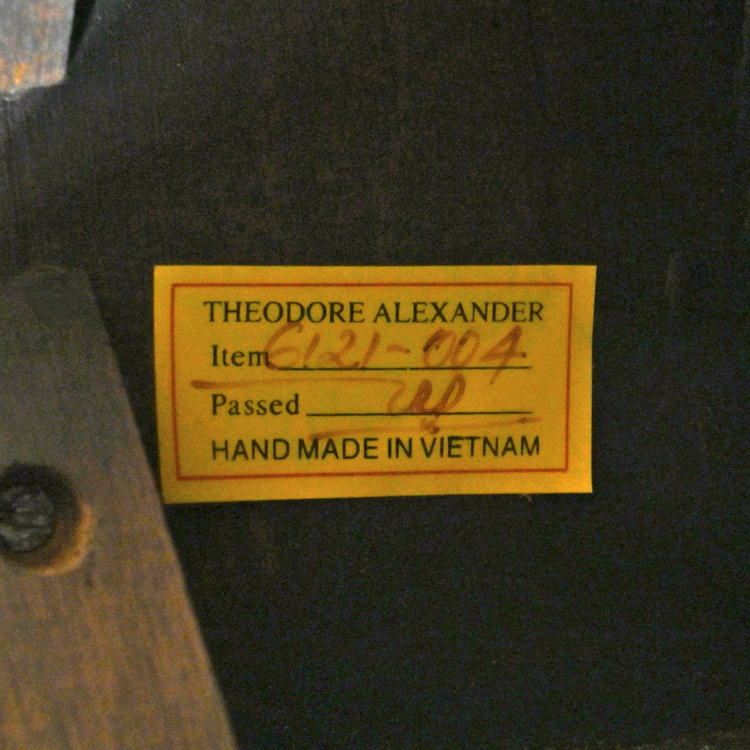 THEODORE ALEXANDER
Item 6121-004
Passed
HAND MADE IN VIETNAM